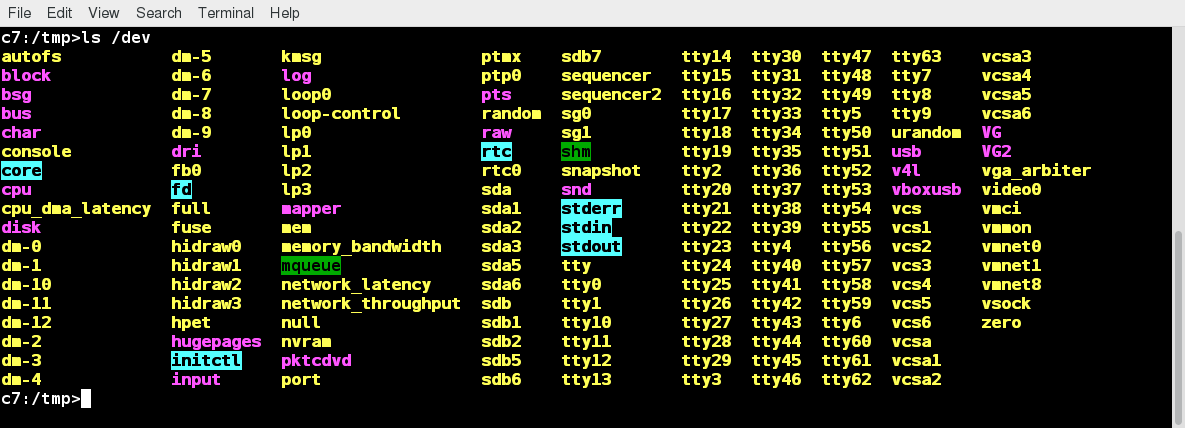 File Edit View Search Terminal Help
c7:/tmp>ls /dev
autofs dm-5 kmsg ptmx sdb7 tty14 tty30 tty47 tty63 vcsa3
block dm-6 log ptp0 sequencer tty15 tty31 tty48 tty7 vcsa4
bsg dm-7 loop0 pts sequencer2 tty16 tty32 tty49 tty8 vcsa5
bus dm-8 loop-control random sg0 tty17 tty33 tty5 tty9 vcsa6
char dm-9 lp0 raw sg1 tty18 tty34 tty50 urandom VG
console dri lp1 rtc shm tty19 tty35 tty51 usb VG2
core fb0 lp2 rtc0 snapshot tty2 tty36 tty52 v4l vga_arbiter
cpu fd lp3 sda snd tty20 tty37 tty53 vboxusb video0
cpu_dma_latency full mapper sda1 stderr tty21 tty38 tty54 vcs vmci
disk fuse mem sda2 stdin tty22 tty39 tty55 vcs1 vmmon
dm-0 hidraw0 memory_bandwidth sda3 stdout tty23 tty4 tty56 vcs2 vmnet0
dm-1 hidraw1 mqueue sda5 tty tty24 tty40 tty57 vcs3 vmnet1
dm-10 hidraw2 network_latency sda6 tty0 tty25 tty41 tty58 vcs4 vmnet8
dm-11 hidraw3 network_throughput sdb tty1 tty26 tty42 tty59 vcs5 vsock
dm-12 hpet null sdb1 tty10 tty27 tty43 tty6 vcs6 zero
dm-2 hugepages nvram sdb2 tty11 tty28 tty44 tty60 vcsa
dm-3 initctl pktcdvd sdb5 tty12 tty29 tty45 tty61 vcsa1
dm-4 input port sdb6 tty13 tty3 tty46 tty62 vcsa2
c7:/tmp>